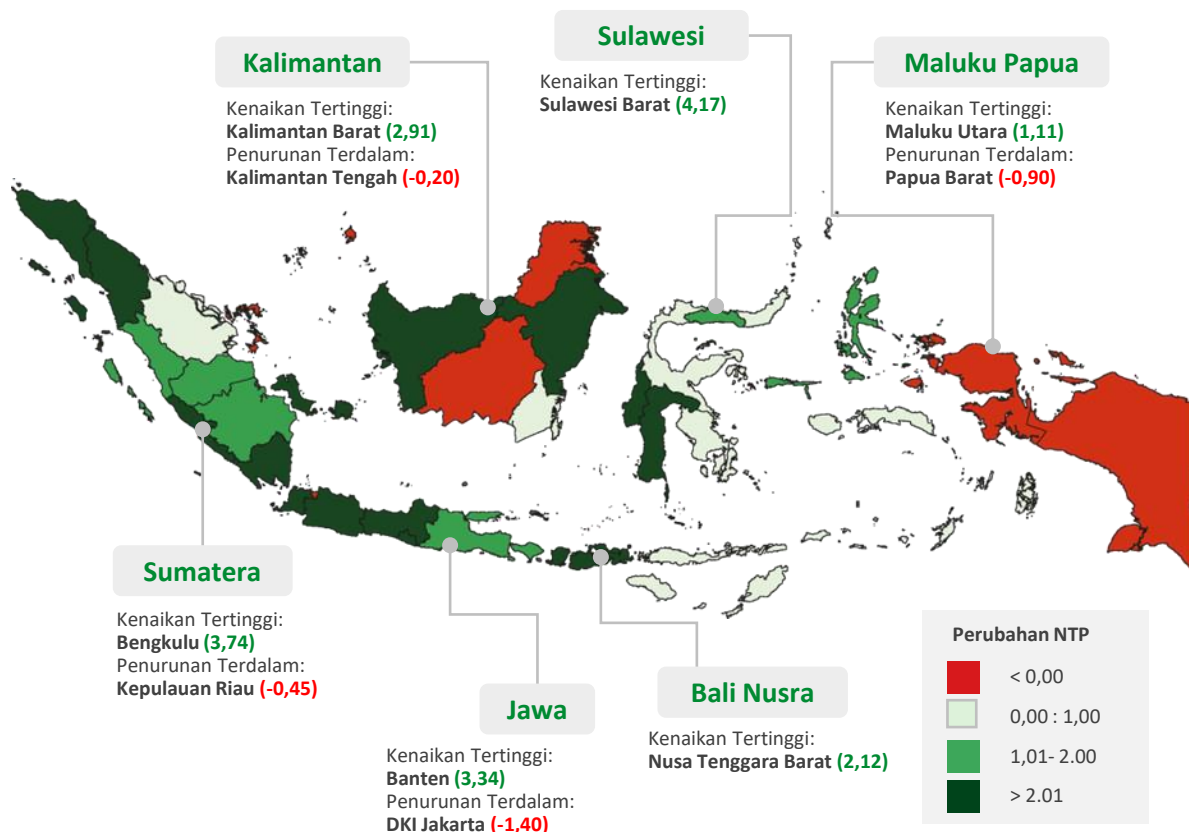 Sulawesi
Kenaikan Tertinggi:
Sulawesi Barat (4,17)
Kalimantan
Kenaikan Tertinggi:
Kalimantan Barat (2,91)
Penurunan Terdalam:
Kalimantan Tengah (-0,20)
Maluku Papua
Kenaikan Tertinggi:
Maluku Utara (1,11)
Penurunan Terdalam:
Papua Barat (-0,90)
Sumatera
Kenaikan Tertinggi:
Bengkulu (3,74)
Penurunan Terdalam:
Kepulauan Riau (-0,45)
Jawa
Kenaikan Tertinggi:
Banten (3,34)
Penurunan Terdalam:
DKI Jakarta (-1,40)
Bali Nusra
Kenaikan Tertinggi:
Nusa Tenggara Barat (2,12)
Perubahan NTP
< 0,00
0,00 : 1,00
1,01- 2.00
> 2.01